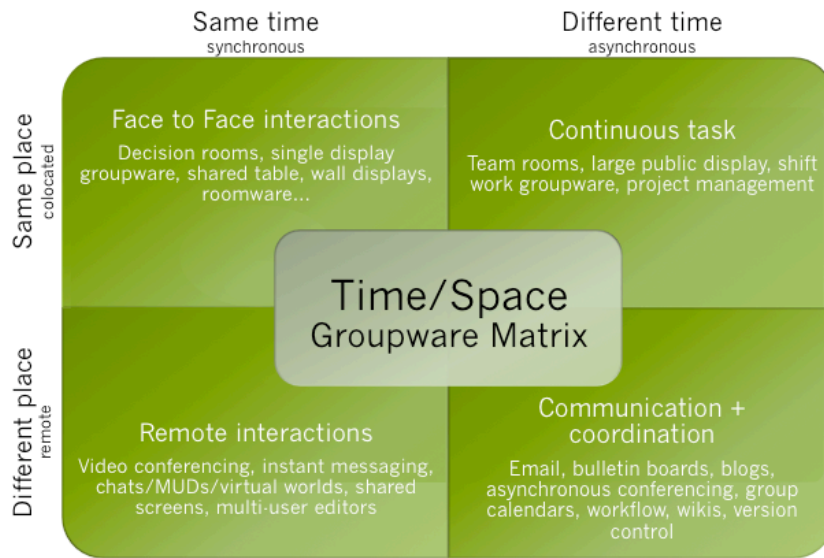 Same time
synchronous
Different time
asynchronous
Same place
colocated
Face to Face interactions
Decision rooms, single display
groupware, shared table, wall displays,
roomware...
Continuous task
Team rooms, large public display, shift
work groupware, project management
Time/Space
Groupware Matrix
Different place
remote
Remote interactions
Video conferencing, instant messaging,
chats/MUDs/virtual worlds, shared
screens, multi-user editors
Communication +
coordination
Email, bulletin boards, blogs,
asynchronous conferencing, group
calendars, workflow, wikis, version
control